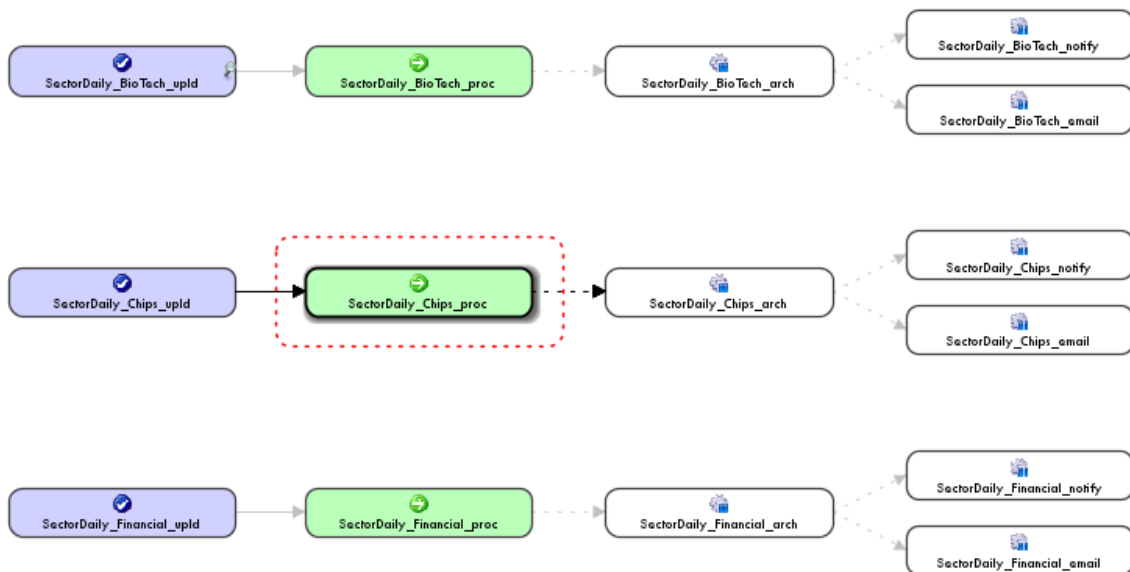 SectorDaily_BioTech_upld
SectorDaily_BioTech_proc
SectorDaily_BioTech_arch
SectorDaily_BioTech_notify
SectorDaily_BioTech_email
SectorDaily_Chips_upld
SectorDaily_Chips_proc
SectorDaily_Chips_arch
SectorDaily_Chips_notify
SectorDaily_Chips_email
SectorDaily_Financial_upld
SectorDaily_Financial_proc
SectorDaily_Financial_arch
SectorDaily_Financial_notify
SectorDaily_Financial_email